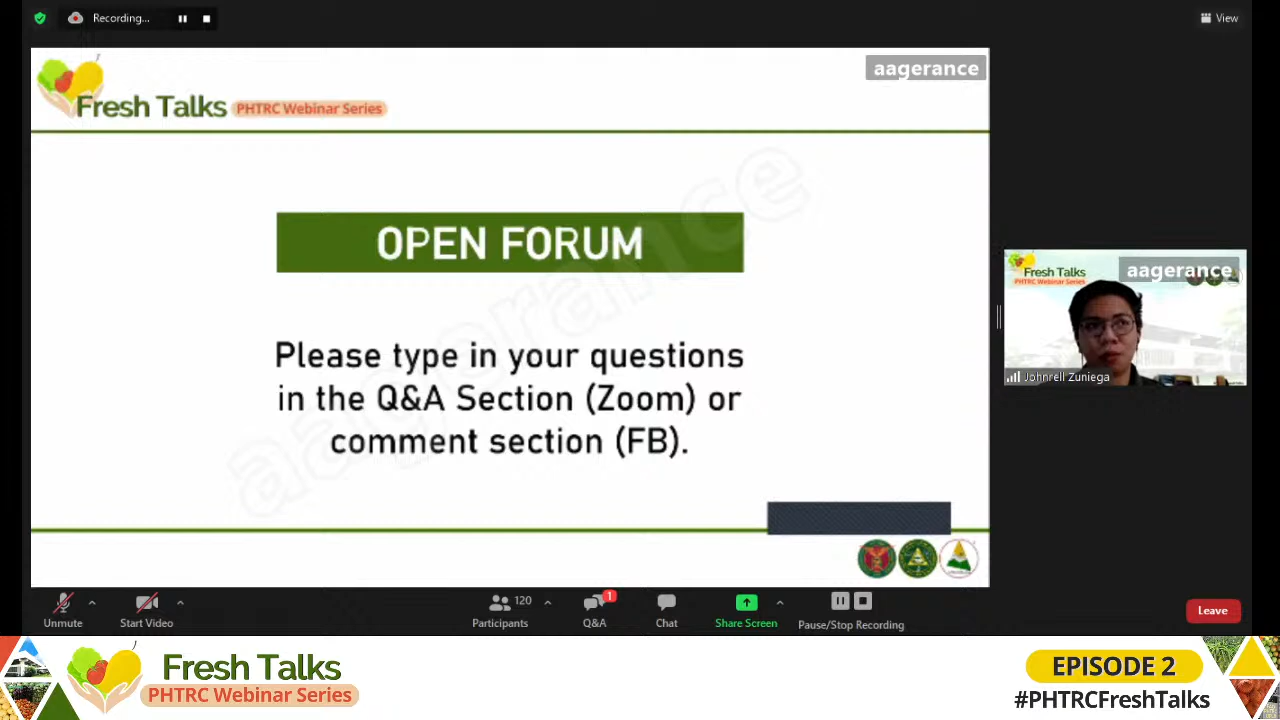 Recording...
View
aagerance
Fresh Talks PHTRC Webinar Series
OPEN FORUM
Please type in your questions
in the Q&A Section (Zoom) or
comment section (FB).
aagerance
Fresh Talks
PHTRC Webinar Series
aagerance
Johnrell Zuniega
Unmute
Start Video
120
Participants
1
Q&A
Chat
Share Screen
Pause/Stop Recording
Leave
Fresh Talks
PHTRC Webinar Series
EPISODE 2
#PHTRCFreshTalks